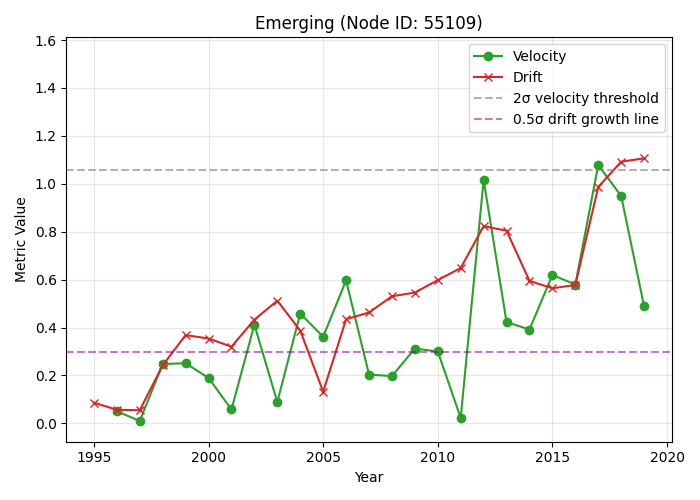 Emerging (Node ID: 55109)
Velocity
Drift
2σ velocity threshold
0.5σ drift growth line
Metric Value
1.6
1.4
1.2
1.0
0.8
0.6
0.4
0.2
0.0
1995
2000
2005
2010
2015
2020
Year